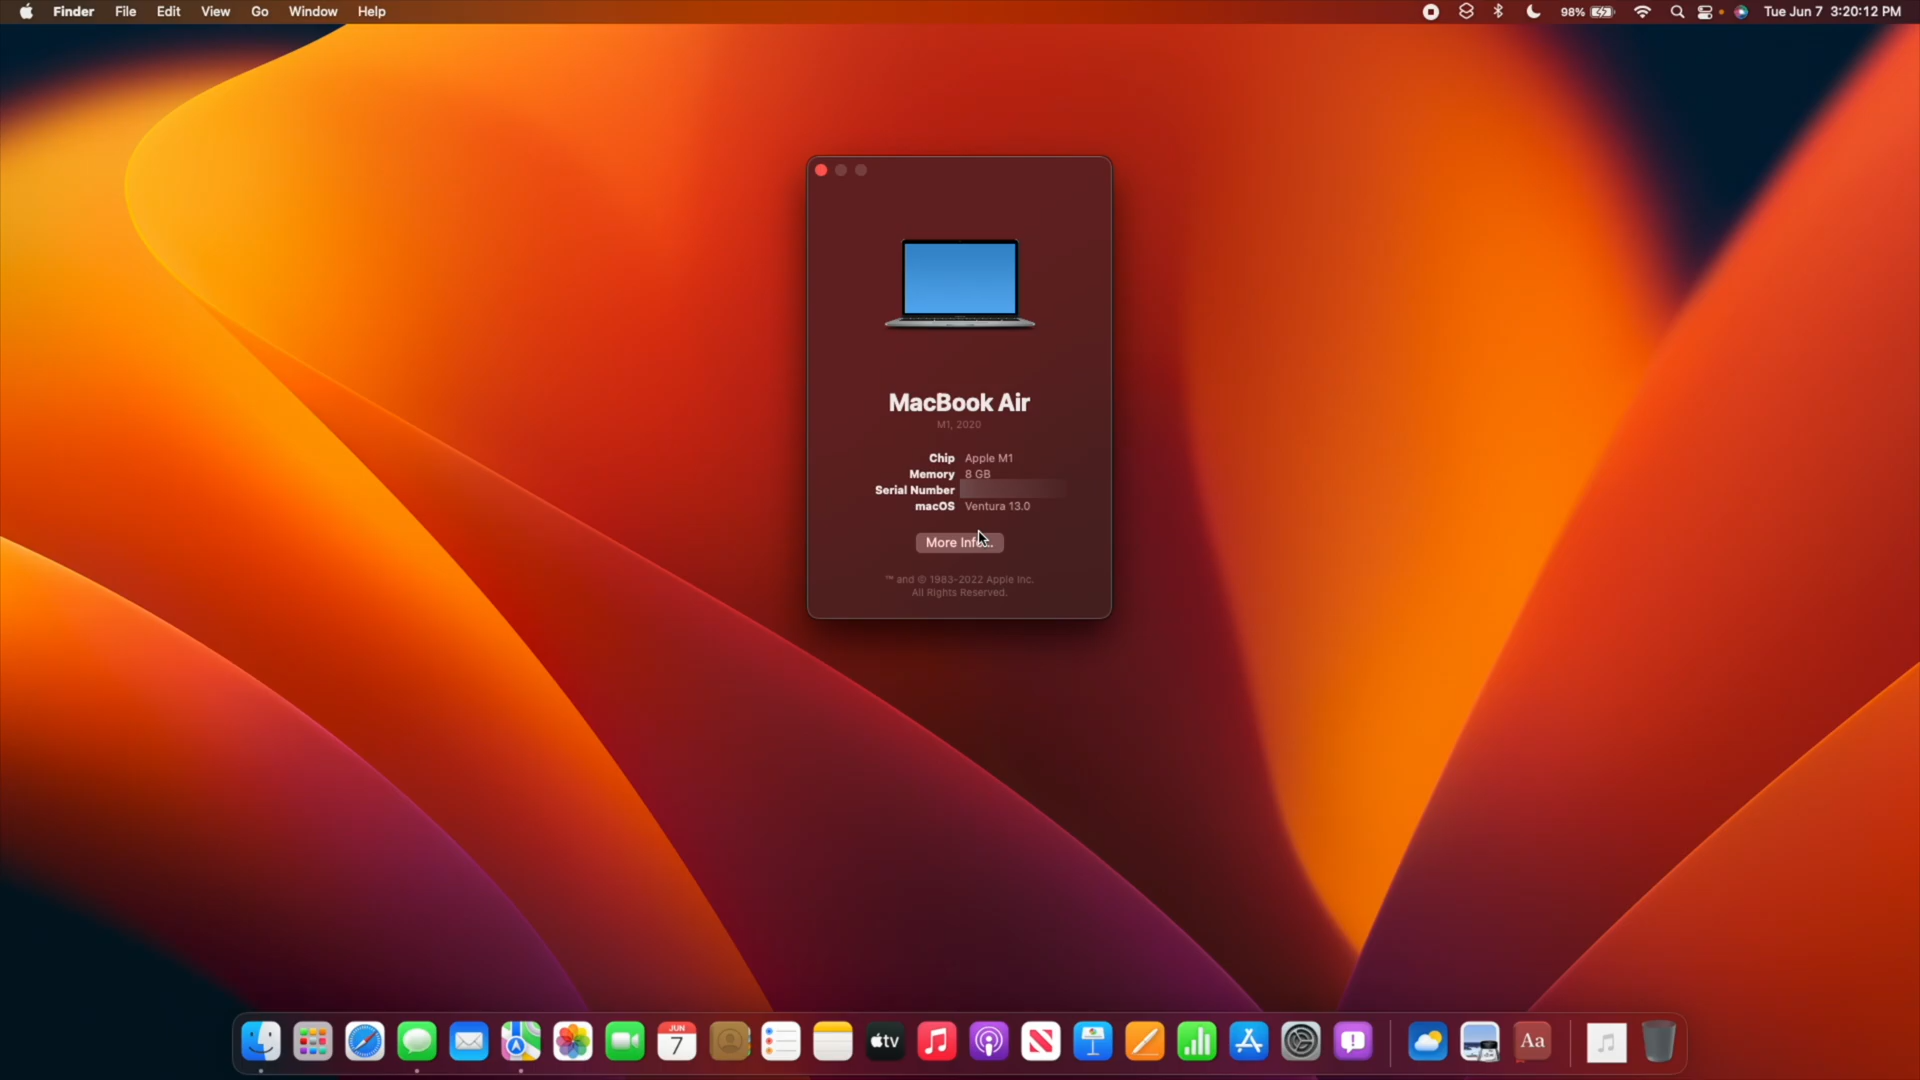 Finder File Edit View Go Window Help 98% Tue Jun 7 3:20:12 PM
MacBook Air
M1, 2020
Chip Apple M1
Memory 8 GB
Serial Number
macOS Ventura 13.0
More Info...
™ and © 1983-2022 Apple Inc.
All Rights Reserved.
JUN
7
tv
Aa